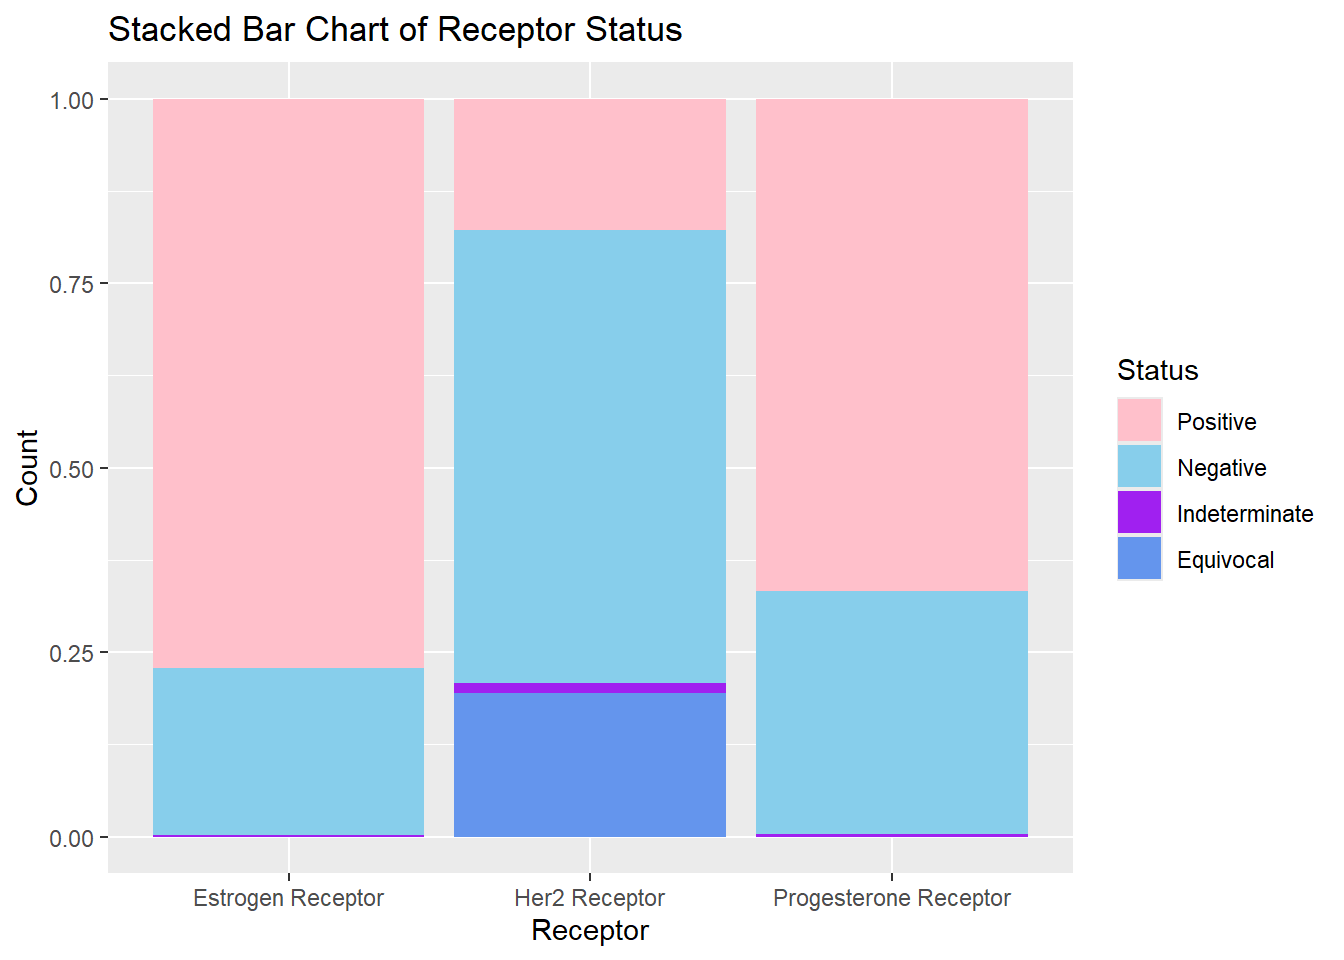 Stacked Bar Chart of Receptor Status
1.00
0.75
0.50
0.25
0.00
Count
Estrogen Receptor
Her2 Receptor
Progesterone Receptor
Receptor
Status
Positive
Negative
Indeterminate
Equivocal